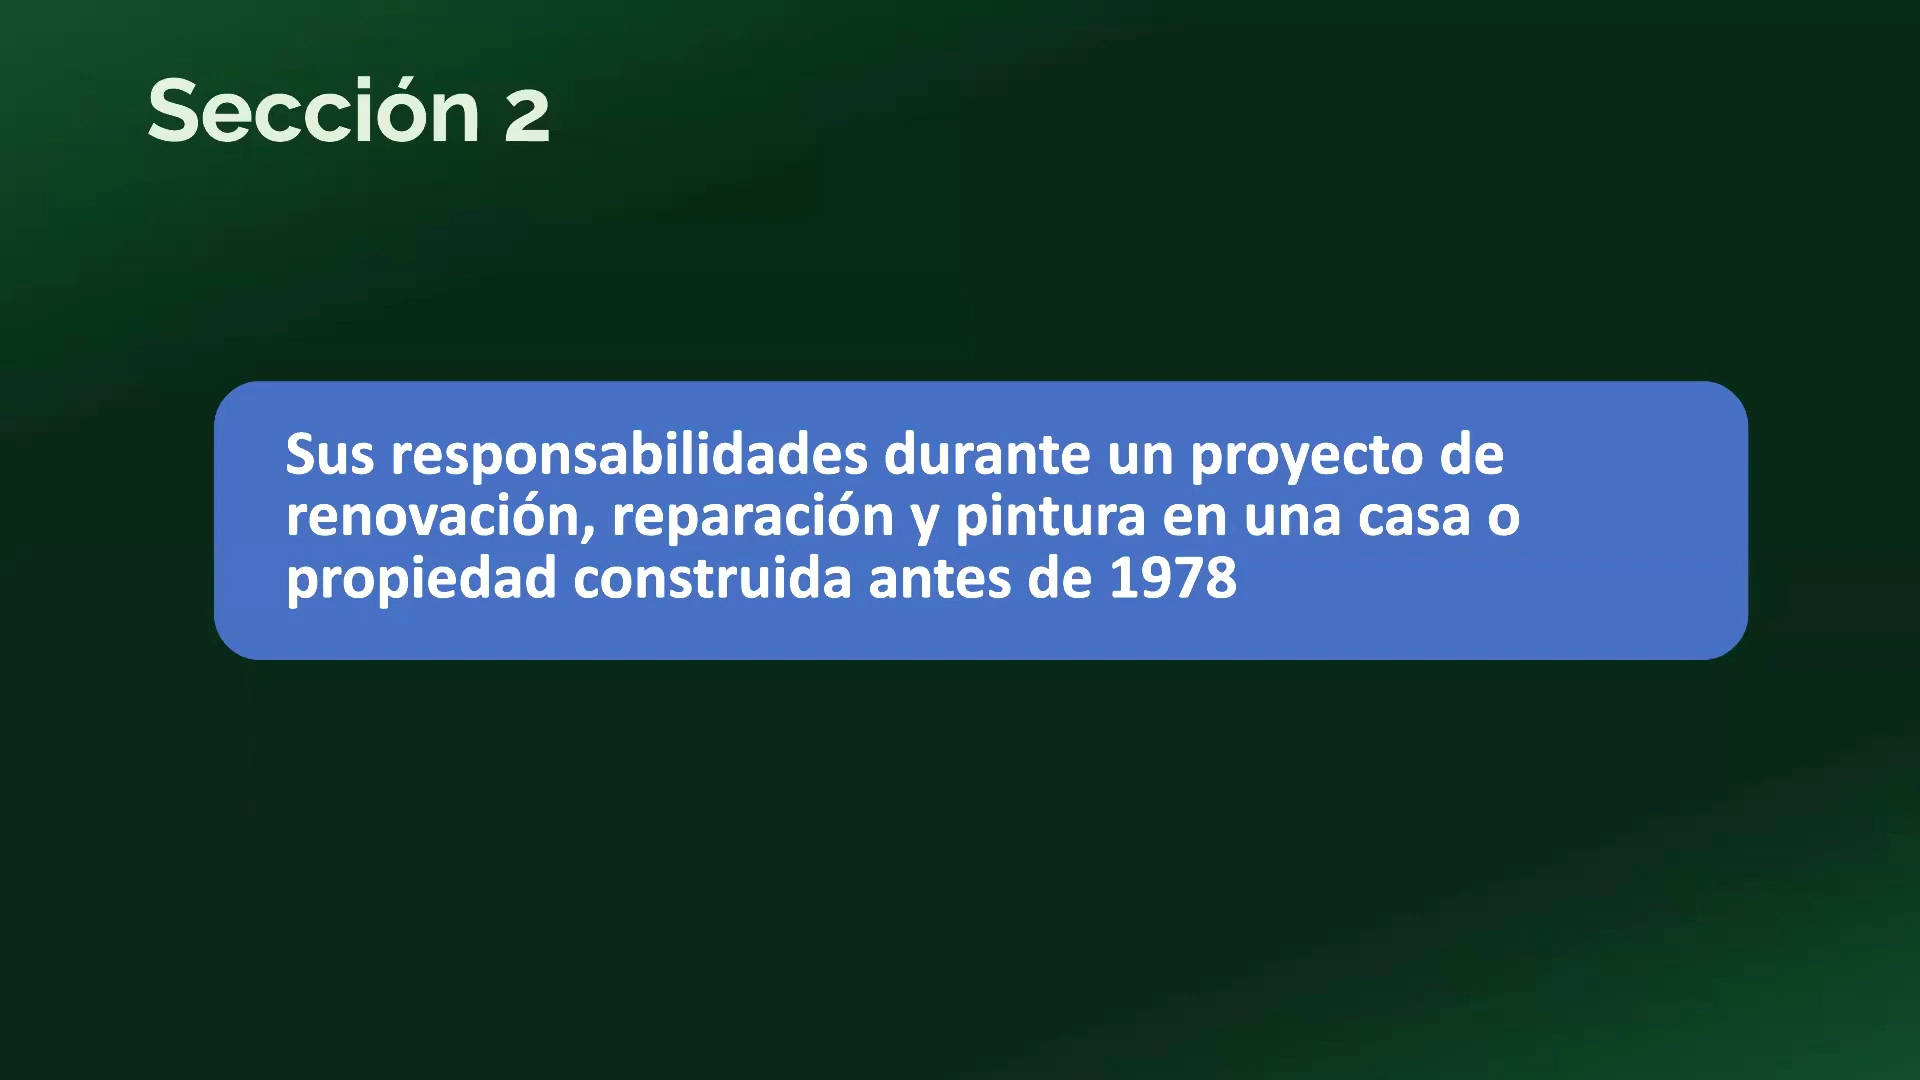 Sección 2
Sus responsabilidades durante un proyecto de
renovación, reparación y pintura en una casa o
propiedad construida antes de 1978